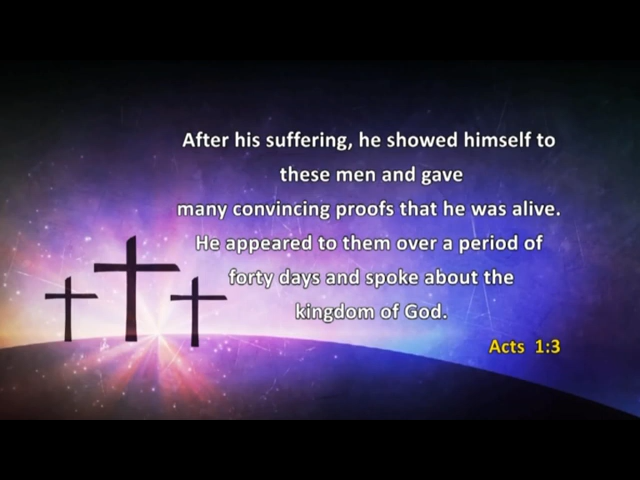 After his suffering, he showed himself to
these men and gave
many convincing proofs that he was alive.
He appeared to them over a period of
forty days and spoke about the
kingdom of God.
Acts 1:3